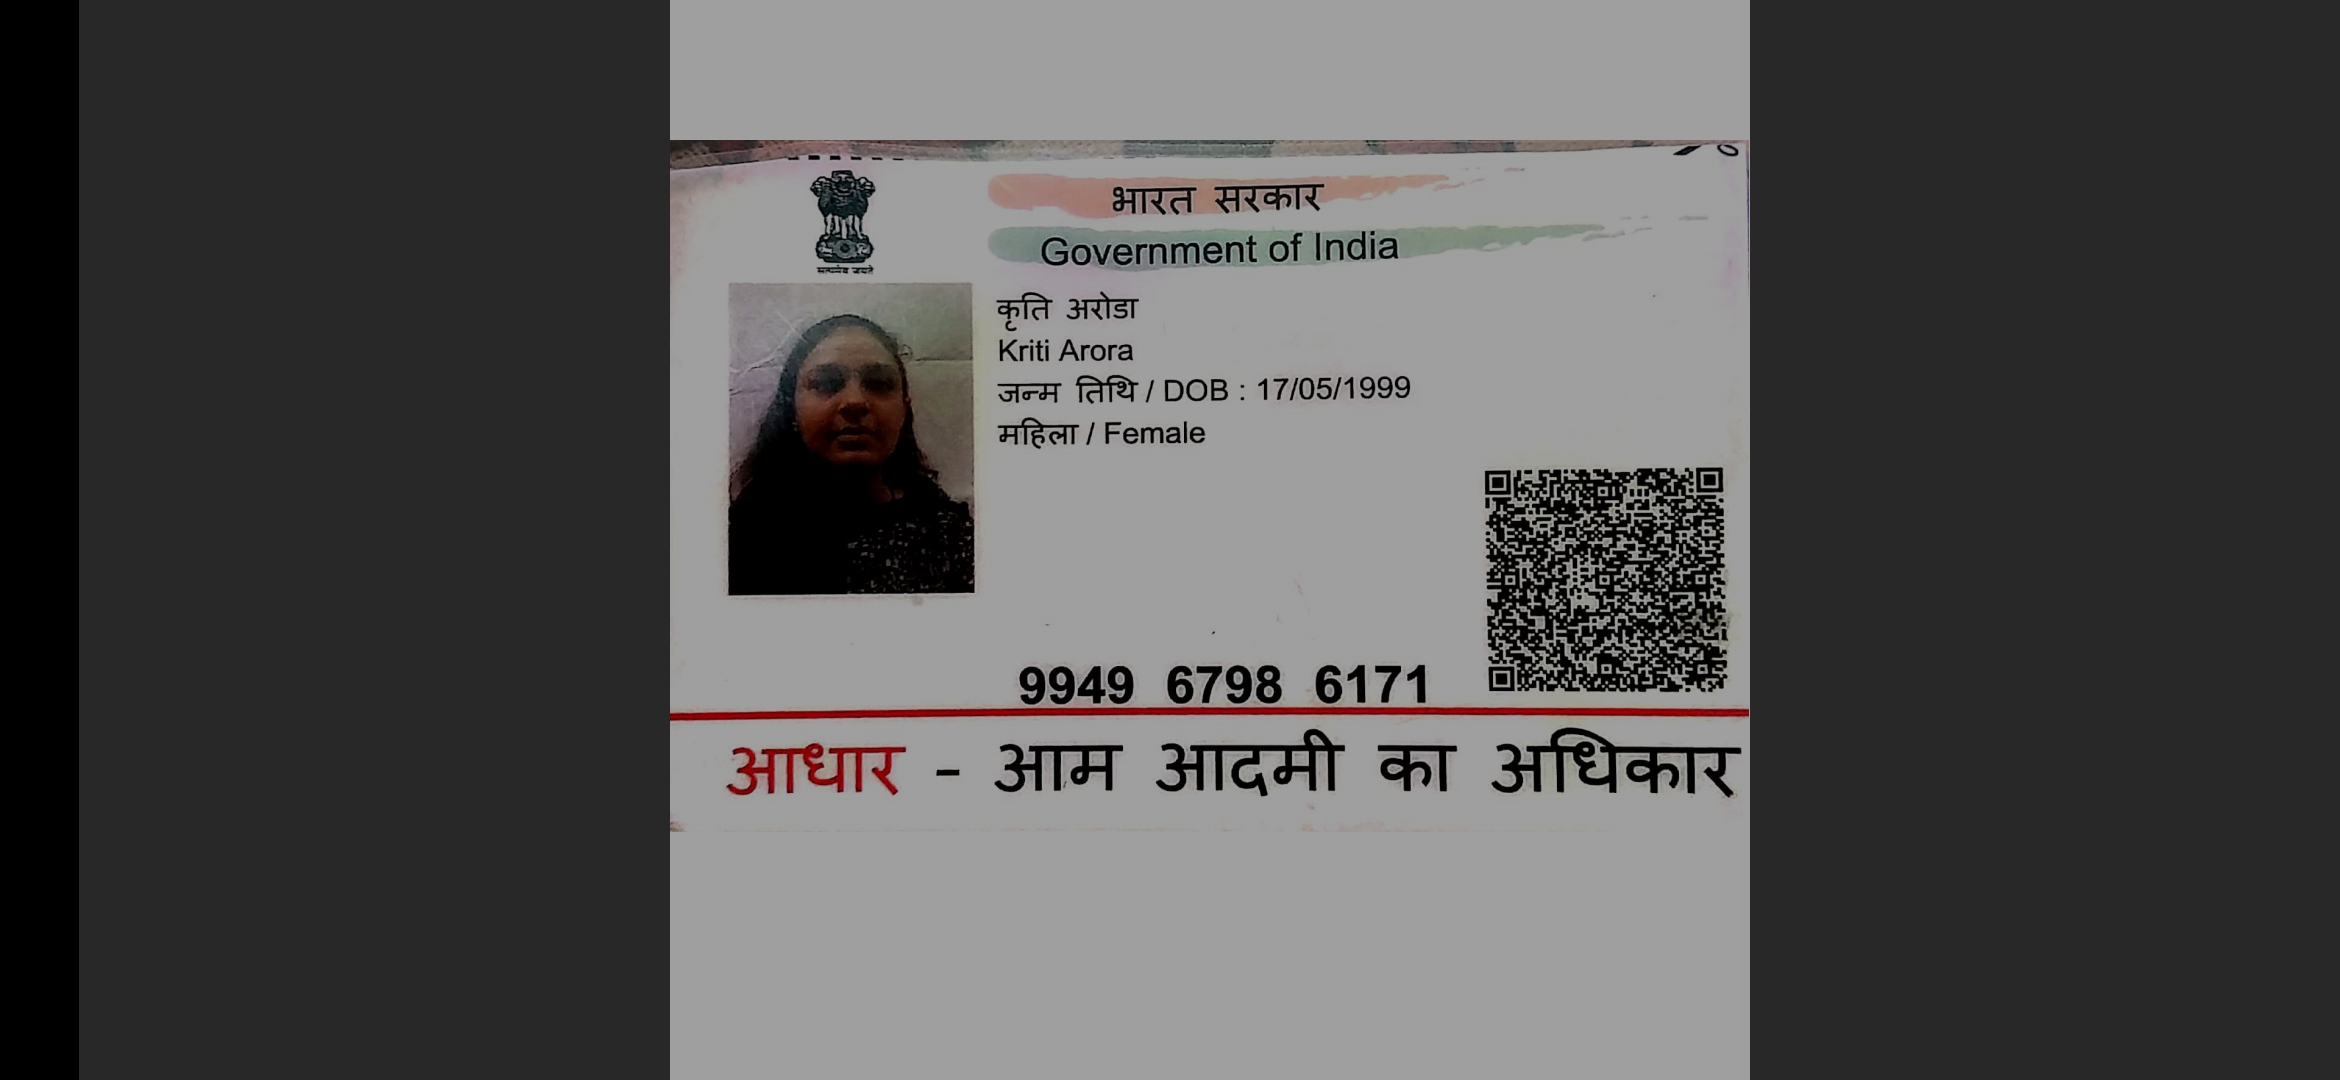 भारत सरकार
Government of India
सत्यमेव जयते
कृति अरोडा
Kriti Arora
जन्म तिथि / DOB : 17/05/1999
महिला / Female
9949 6798 6171
आधार - आम आदमी का अधिकार